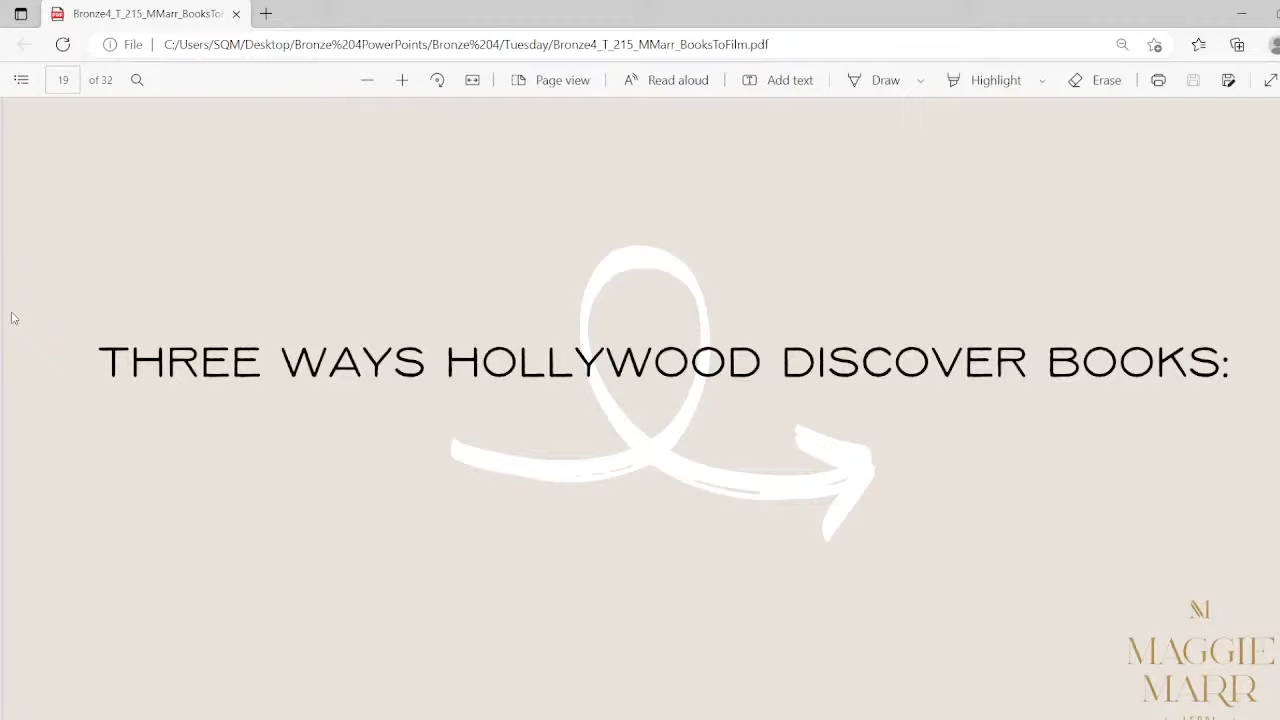 Bronze4_T_215_MMarr_BooksToF
File
C:/Users/SQM/Desktop/Bronze%204PowerPoints/Bronze%204/Tuesday/Bronze4_T_215_MMarr_BooksToFilm.pdf
19 of 32 Page view Read aloud Add text Draw Highlight Erase
THREE WAYS HOLLYWOOD DISCOVER BOOKS:
M
MAGGIE
MARR